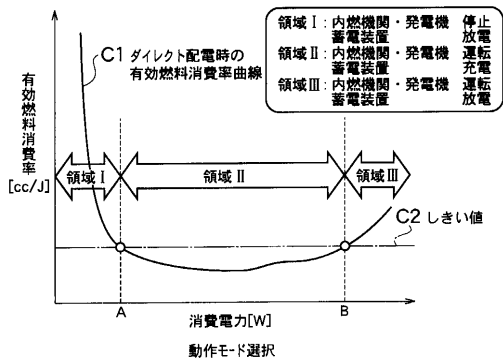 C1 ダイレクト配電時の
有効燃料消費率曲線
領域Ⅰ:内燃機関・発電機 停止
蓄電装置 放電
領域Ⅱ:内燃機関・発電機 運転
蓄電装置 充電
領域Ⅲ:内燃機関・発電機 運転
蓄電装置 放電
有効燃料消費率
[cc/J]
領域Ⅰ
領域Ⅱ
領域Ⅲ
C2 しきい値
A
B
消費電力[W]
動作モード選択